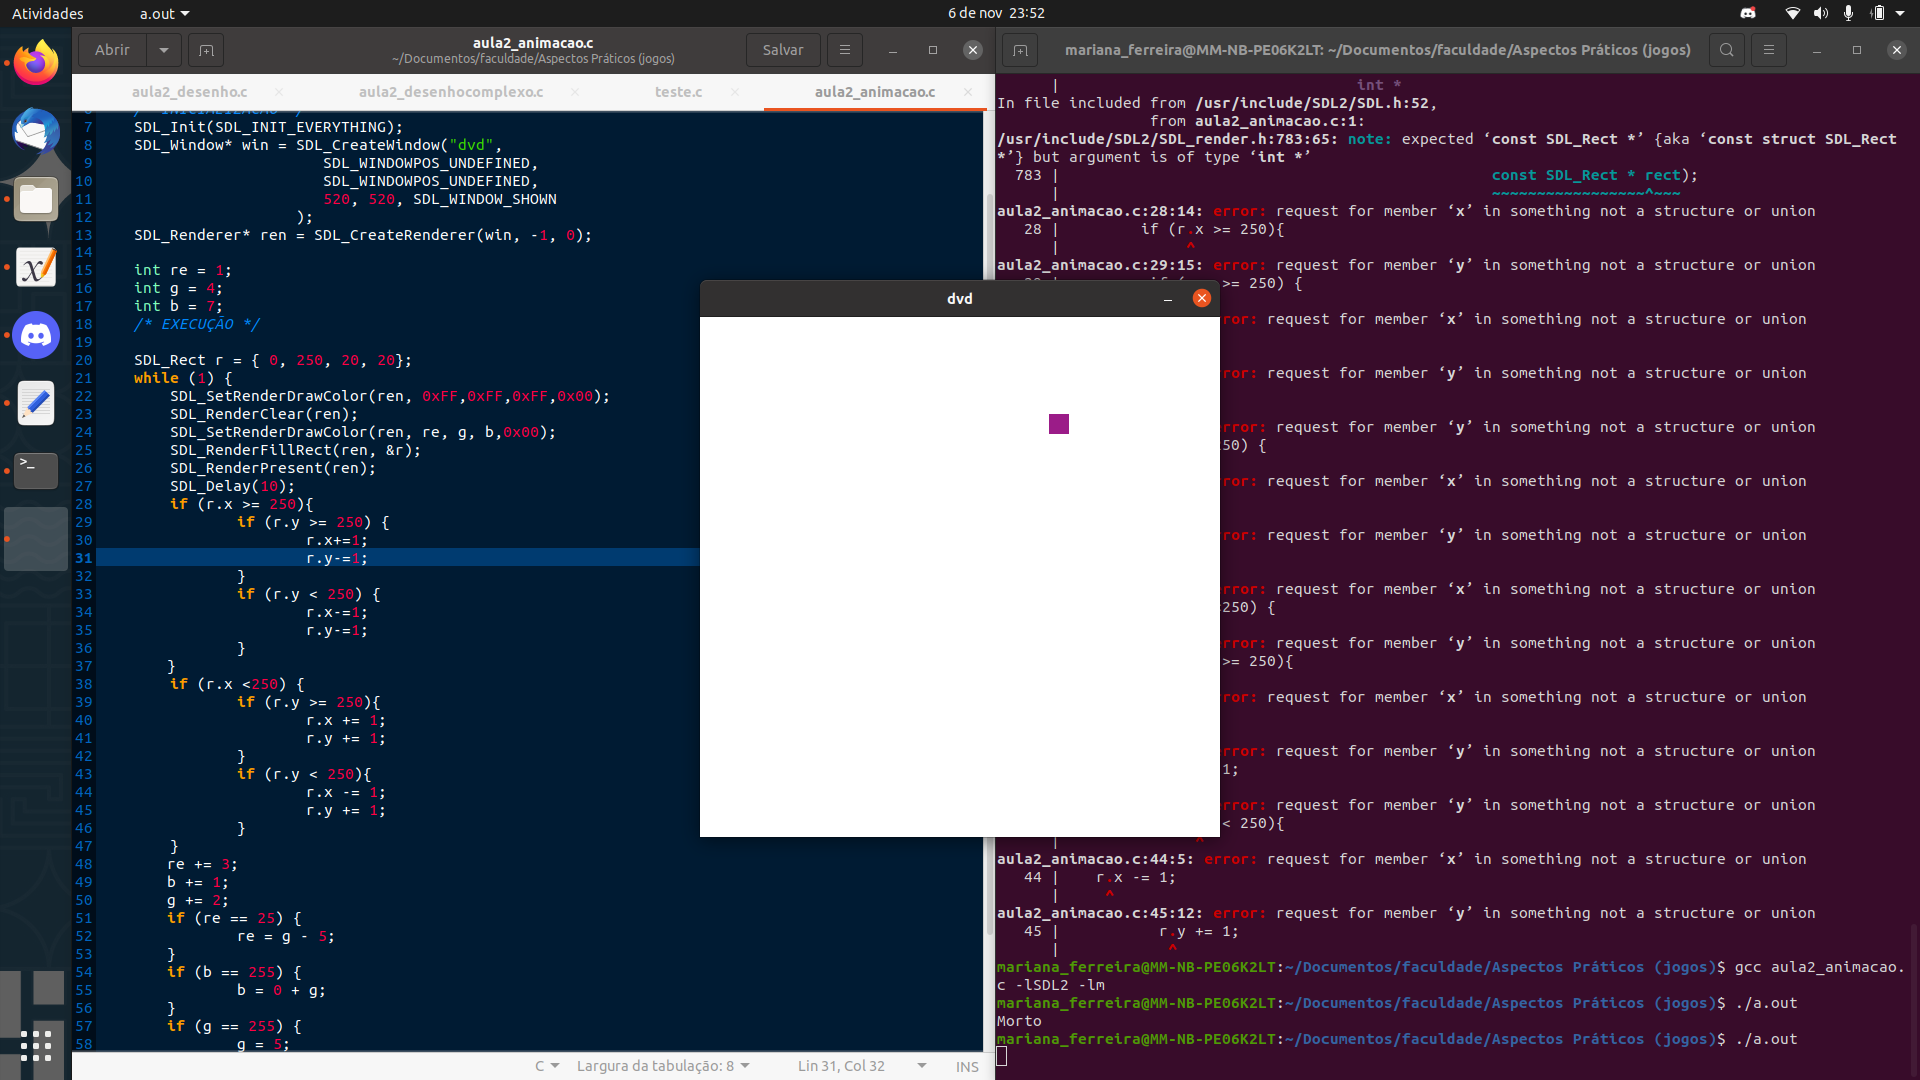 Atividades
a.out
6 de nov 23:52
Abrir
aula2_animacao.c
~/Documentos/faculdade/Aspectos Práticos (jogos)
Salvar
aula2_desenho.c
aula2_desenhocomplexo.c
teste.c
aula2_animacao.c
7 SDL_Init(SDL_INIT_EVERYTHING);
8 SDL_Window* win = SDL_CreateWindow("dvd",
9 SDL_WINDOWPOS_UNDEFINED,
10 SDL_WINDOWPOS_UNDEFINED,
11 520, 520, SDL_WINDOW_SHOWN
12 );
13 SDL_Renderer* ren = SDL_CreateRenderer(win, -1, 0);
14
15 int re = 1;
16 int g = 4;
17 int b = 7;
18 /* EXECUÇÃO */
19
20 SDL_Rect r = { 0, 250, 20, 20};
21 while (1) {
22 SDL_SetRenderDrawColor(ren, 0xFF,0xFF,0xFF,0x00);
23 SDL_RenderClear(ren);
24 SDL_SetRenderDrawColor(ren, re, g, b,0x00);
25 SDL_RenderFillRect(ren, &r);
26 SDL_RenderPresent(ren);
27 SDL_Delay(10);
28 if (r.x >= 250){
29 if (r.y >= 250) {
30 r.x+=1;
31 r.y-=1;
32 }
33 if (r.y < 250) {
34 r.x-=1;
35 r.y-=1;
36 }
37 }
38 if (r.x <250) {
39 if (r.y >= 250){
40 r.x += 1;
41 r.y += 1;
42 }
43 if (r.y < 250){
44 r.x -= 1;
45 r.y += 1;
46 }
47 }
48 re += 3;
49 b += 1;
50 g += 2;
51 if (re == 25) {
52 re = g - 5;
53 }
54 if (b == 255) {
55 b = 0 + g;
56 }
57 if (g == 255) {
58 g = 5;
C
Largura da tabulação: 8
Lin 31, Col 32
INS
dvd
mariana_ferreira@MM-NB-PE06K2LT: ~/Documentos/faculdade/Aspectos Práticos (jogos)
| int *
In file included from /usr/include/SDL2/SDL.h:52,
from aula2_animacao.c:1:
/usr/include/SDL2/SDL_render.h:783:65: note: expected ‘const SDL_Rect *’ {aka ‘const struct SDL_Rect
*’} but argument is of type ‘int *’
783 | const SDL_Rect * rect);
| ~~~~~~~~~~~~~~~~~^~~~
aula2_animacao.c:28:14: error: request for member ‘x’ in something not a structure or union
28 | if (r.x >= 250){
| ^
aula2_animacao.c:29:15: error: request for member ‘y’ in something not a structure or union
>= 250) {
ror: request for member ‘x’ in something not a structure or union
ror: request for member ‘y’ in something not a structure or union
rror: request for member ‘y’ in something not a structure or union
50) {
ror: request for member ‘x’ in something not a structure or union
ror: request for member ‘y’ in something not a structure or union
rror: request for member ‘x’ in something not a structure or union
250) {
rror: request for member ‘y’ in something not a structure or union
>= 250){
ror: request for member ‘x’ in something not a structure or union
rror: request for member ‘y’ in something not a structure or union
1;
rror: request for member ‘y’ in something not a structure or union
< 250){
| ^
aula2_animacao.c:44:5: error: request for member ‘x’ in something not a structure or union
44 | r.x -= 1;
| ^
aula2_animacao.c:45:12: error: request for member ‘y’ in something not a structure or union
45 | r.y += 1;
| ^
mariana_ferreira@MM-NB-PE06K2LT:~/Documentos/faculdade/Aspectos Práticos (jogos)$ gcc aula2_animacao.
c -lSDL2 -lm
mariana_ferreira@MM-NB-PE06K2LT:~/Documentos/faculdade/Aspectos Práticos (jogos)$ ./a.out
Morto
mariana_ferreira@MM-NB-PE06K2LT:~/Documentos/faculdade/Aspectos Práticos (jogos)$ ./a.out